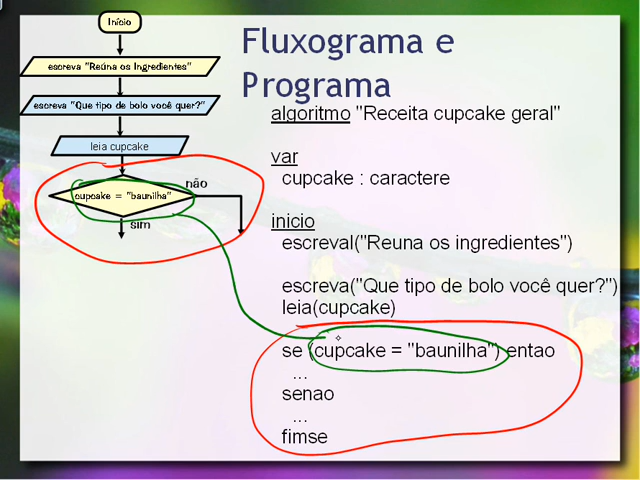 Início
escreva "Reúna os Ingredientes"
escreva "Que tipo de bolo você quer?"
leia cupcake
cupcake = "baunilha"
não
sim
Fluxograma e
Programa
algoritmo "Receita cupcake geral"
var
cupcake : caractere
inicio
escreval("Reuna os ingredientes")
escreva("Que tipo de bolo você quer?")
leia(cupcake)
se (cupcake = "baunilha") entao
...
senao
...
fimse